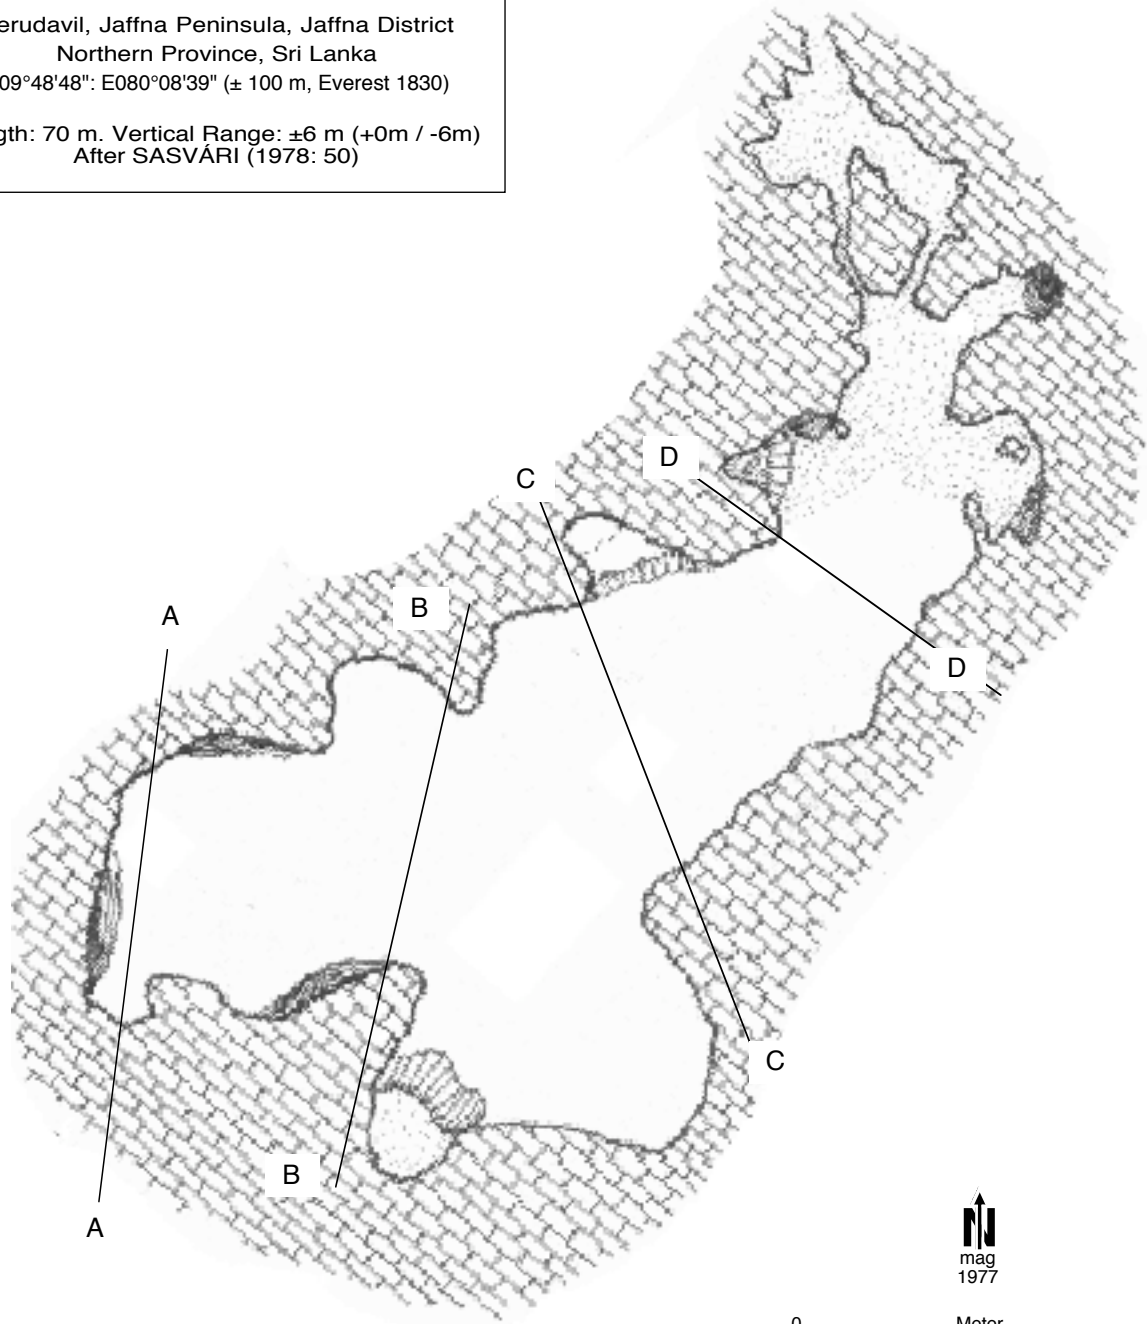 erudavil, Jaffna Peninsula, Jaffna District
Northern Province, Sri Lanka
09°48'48": E080°08'39" (± 100 m, Everest 1830)
gth: 70 m. Vertical Range: ±6 m (+0m / -6m)
After SASVÁRI (1978: 50)
D
C
B
A
D
C
B
A
N
mag
1977
0 Meter